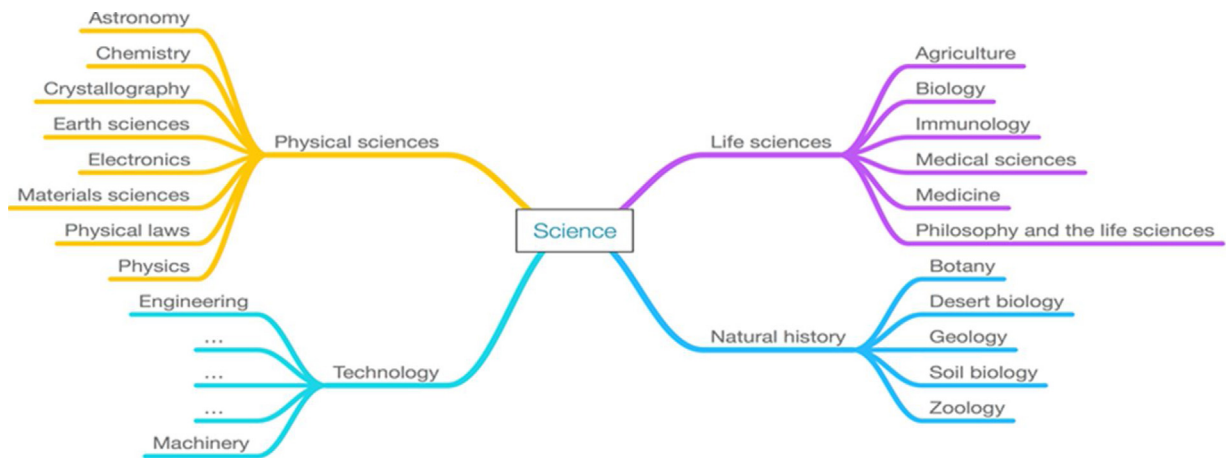 Astronomy
Chemistry
Crystallography
Earth sciences
Electronics
Materials sciences
Physical laws
Physics
Physical sciences
Engineering
...
...
...
Machinery
Technology
Science
Life sciences
Agriculture
Biology
Immunology
Medical sciences
Medicine
Philosophy and the life sciences
Natural history
Botany
Desert biology
Geology
Soil biology
Zoology